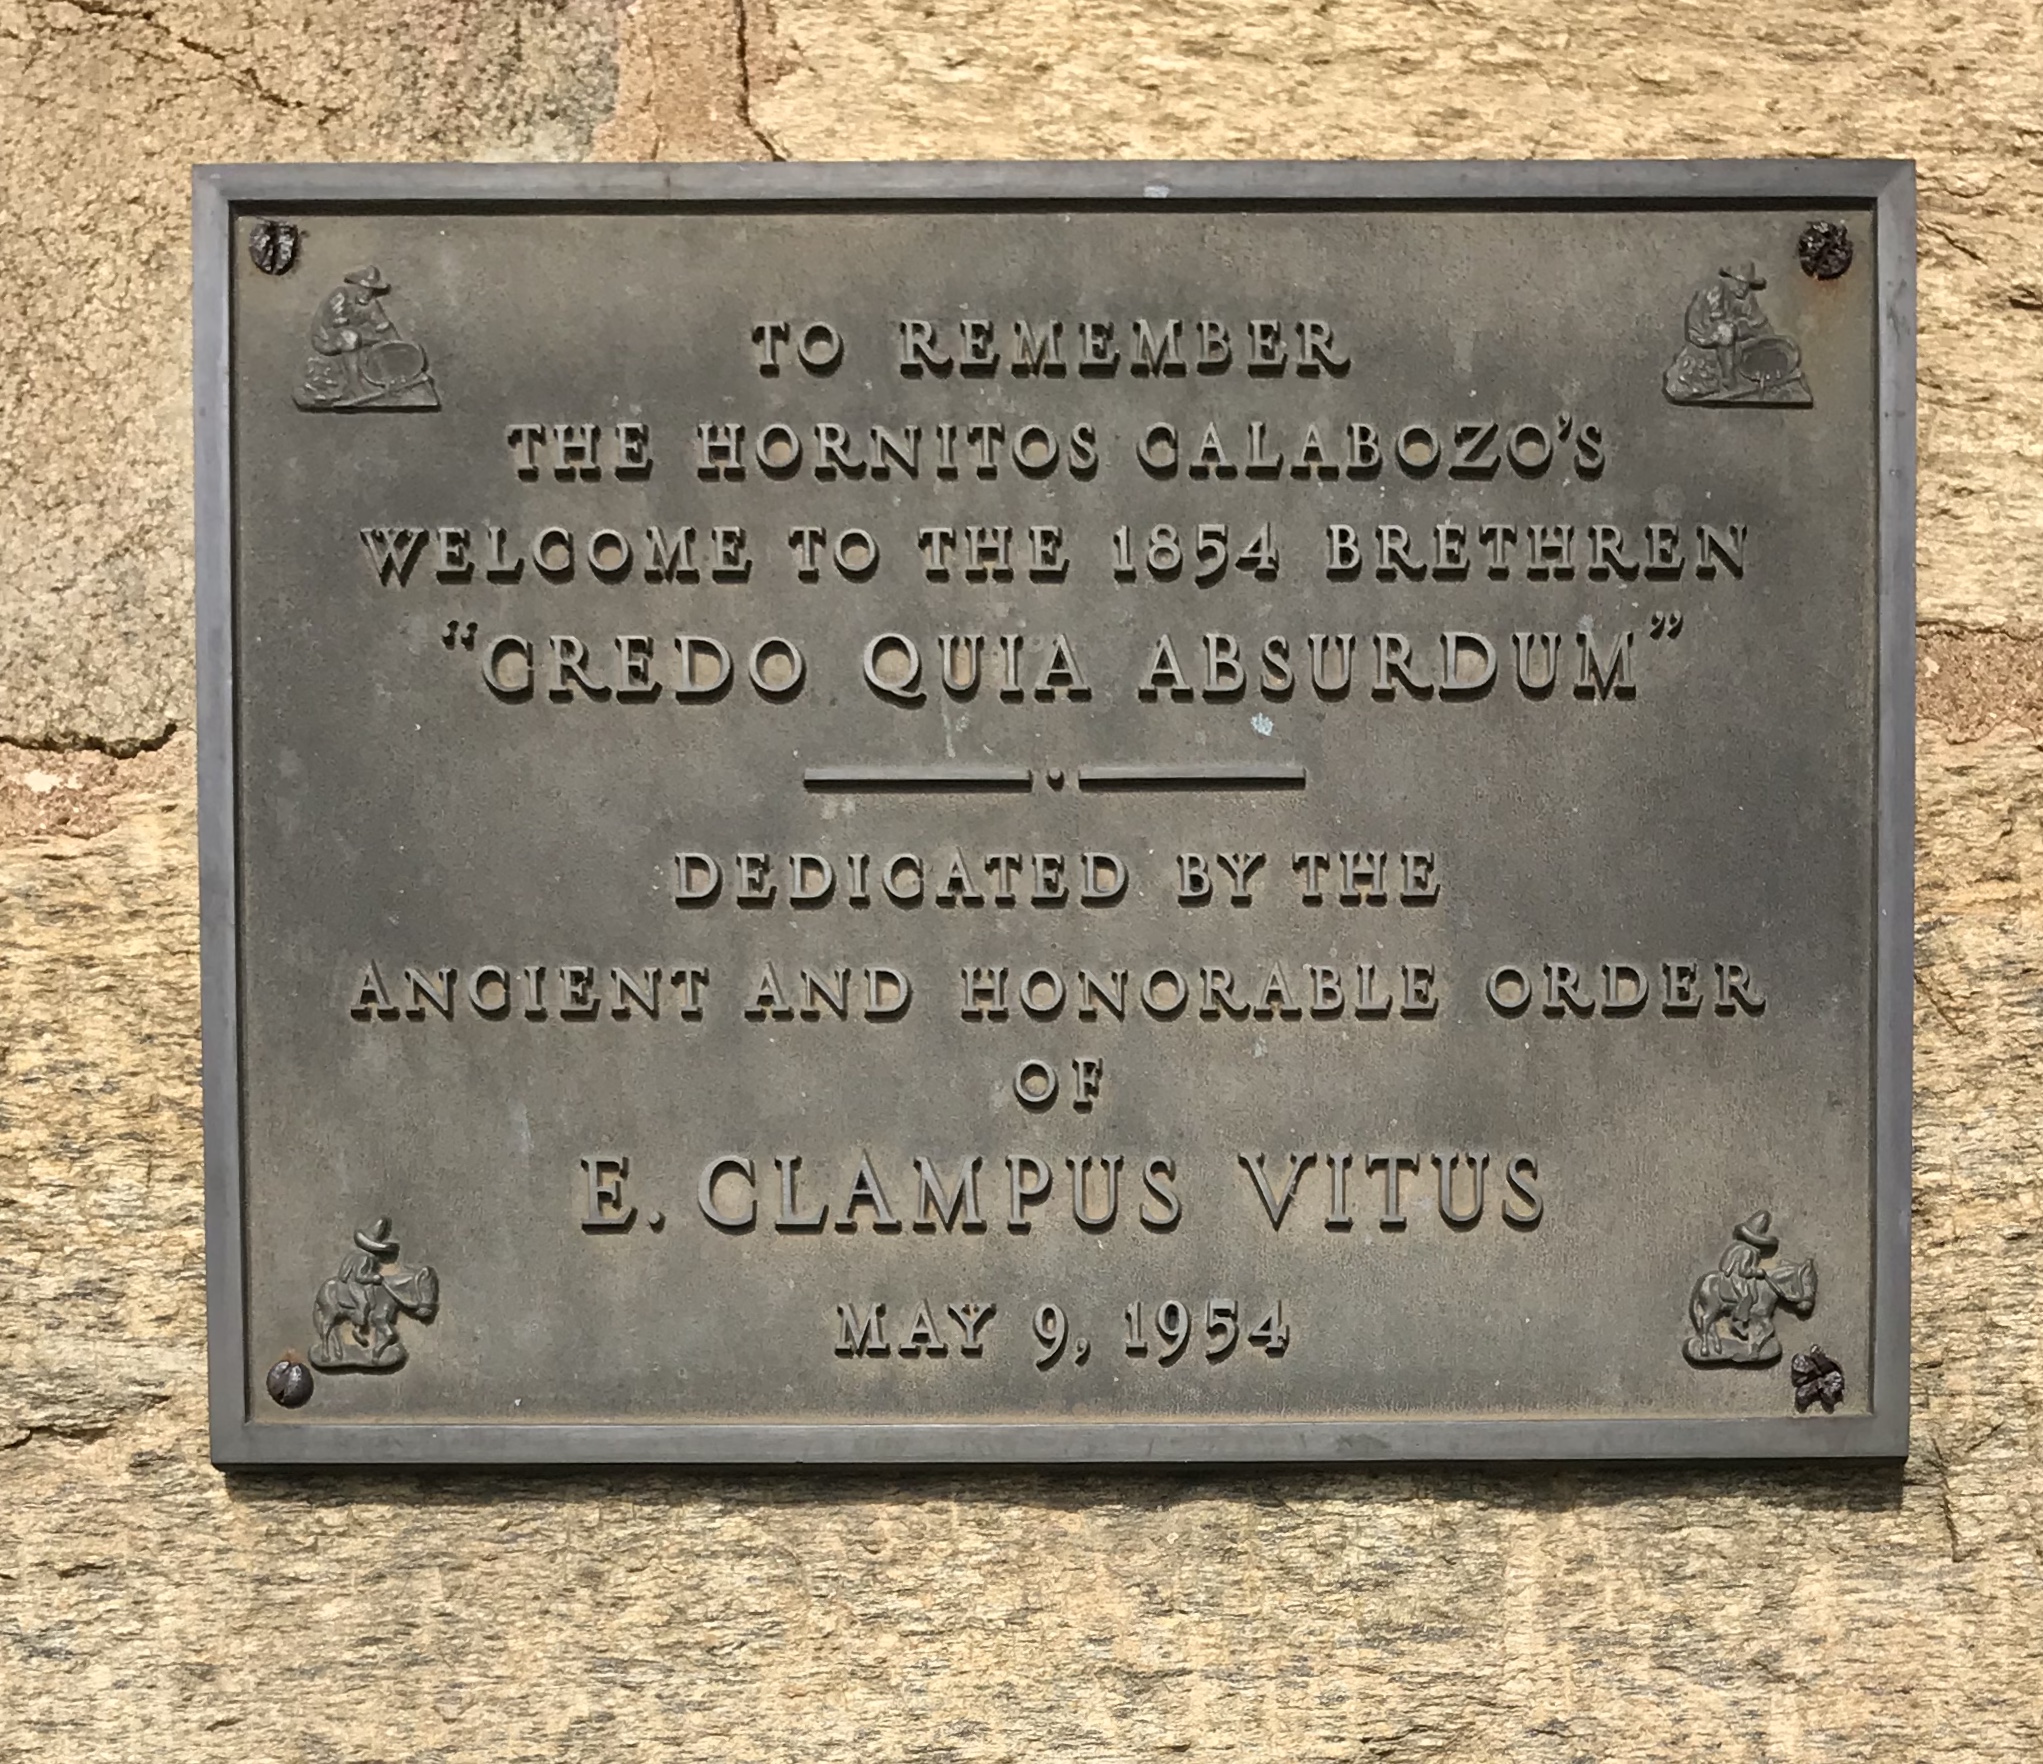 TO REMEMBER
THE HORNITOS CALABOZO'S
WELCOME TO THE 1854 BRETHREN
“CREDO QUIA ABSURDUM”
DEDICATED BY THE
ANCIENT AND HONORABLE ORDER
OF
E. CLAMPUS VITUS
MAY 9, 1954